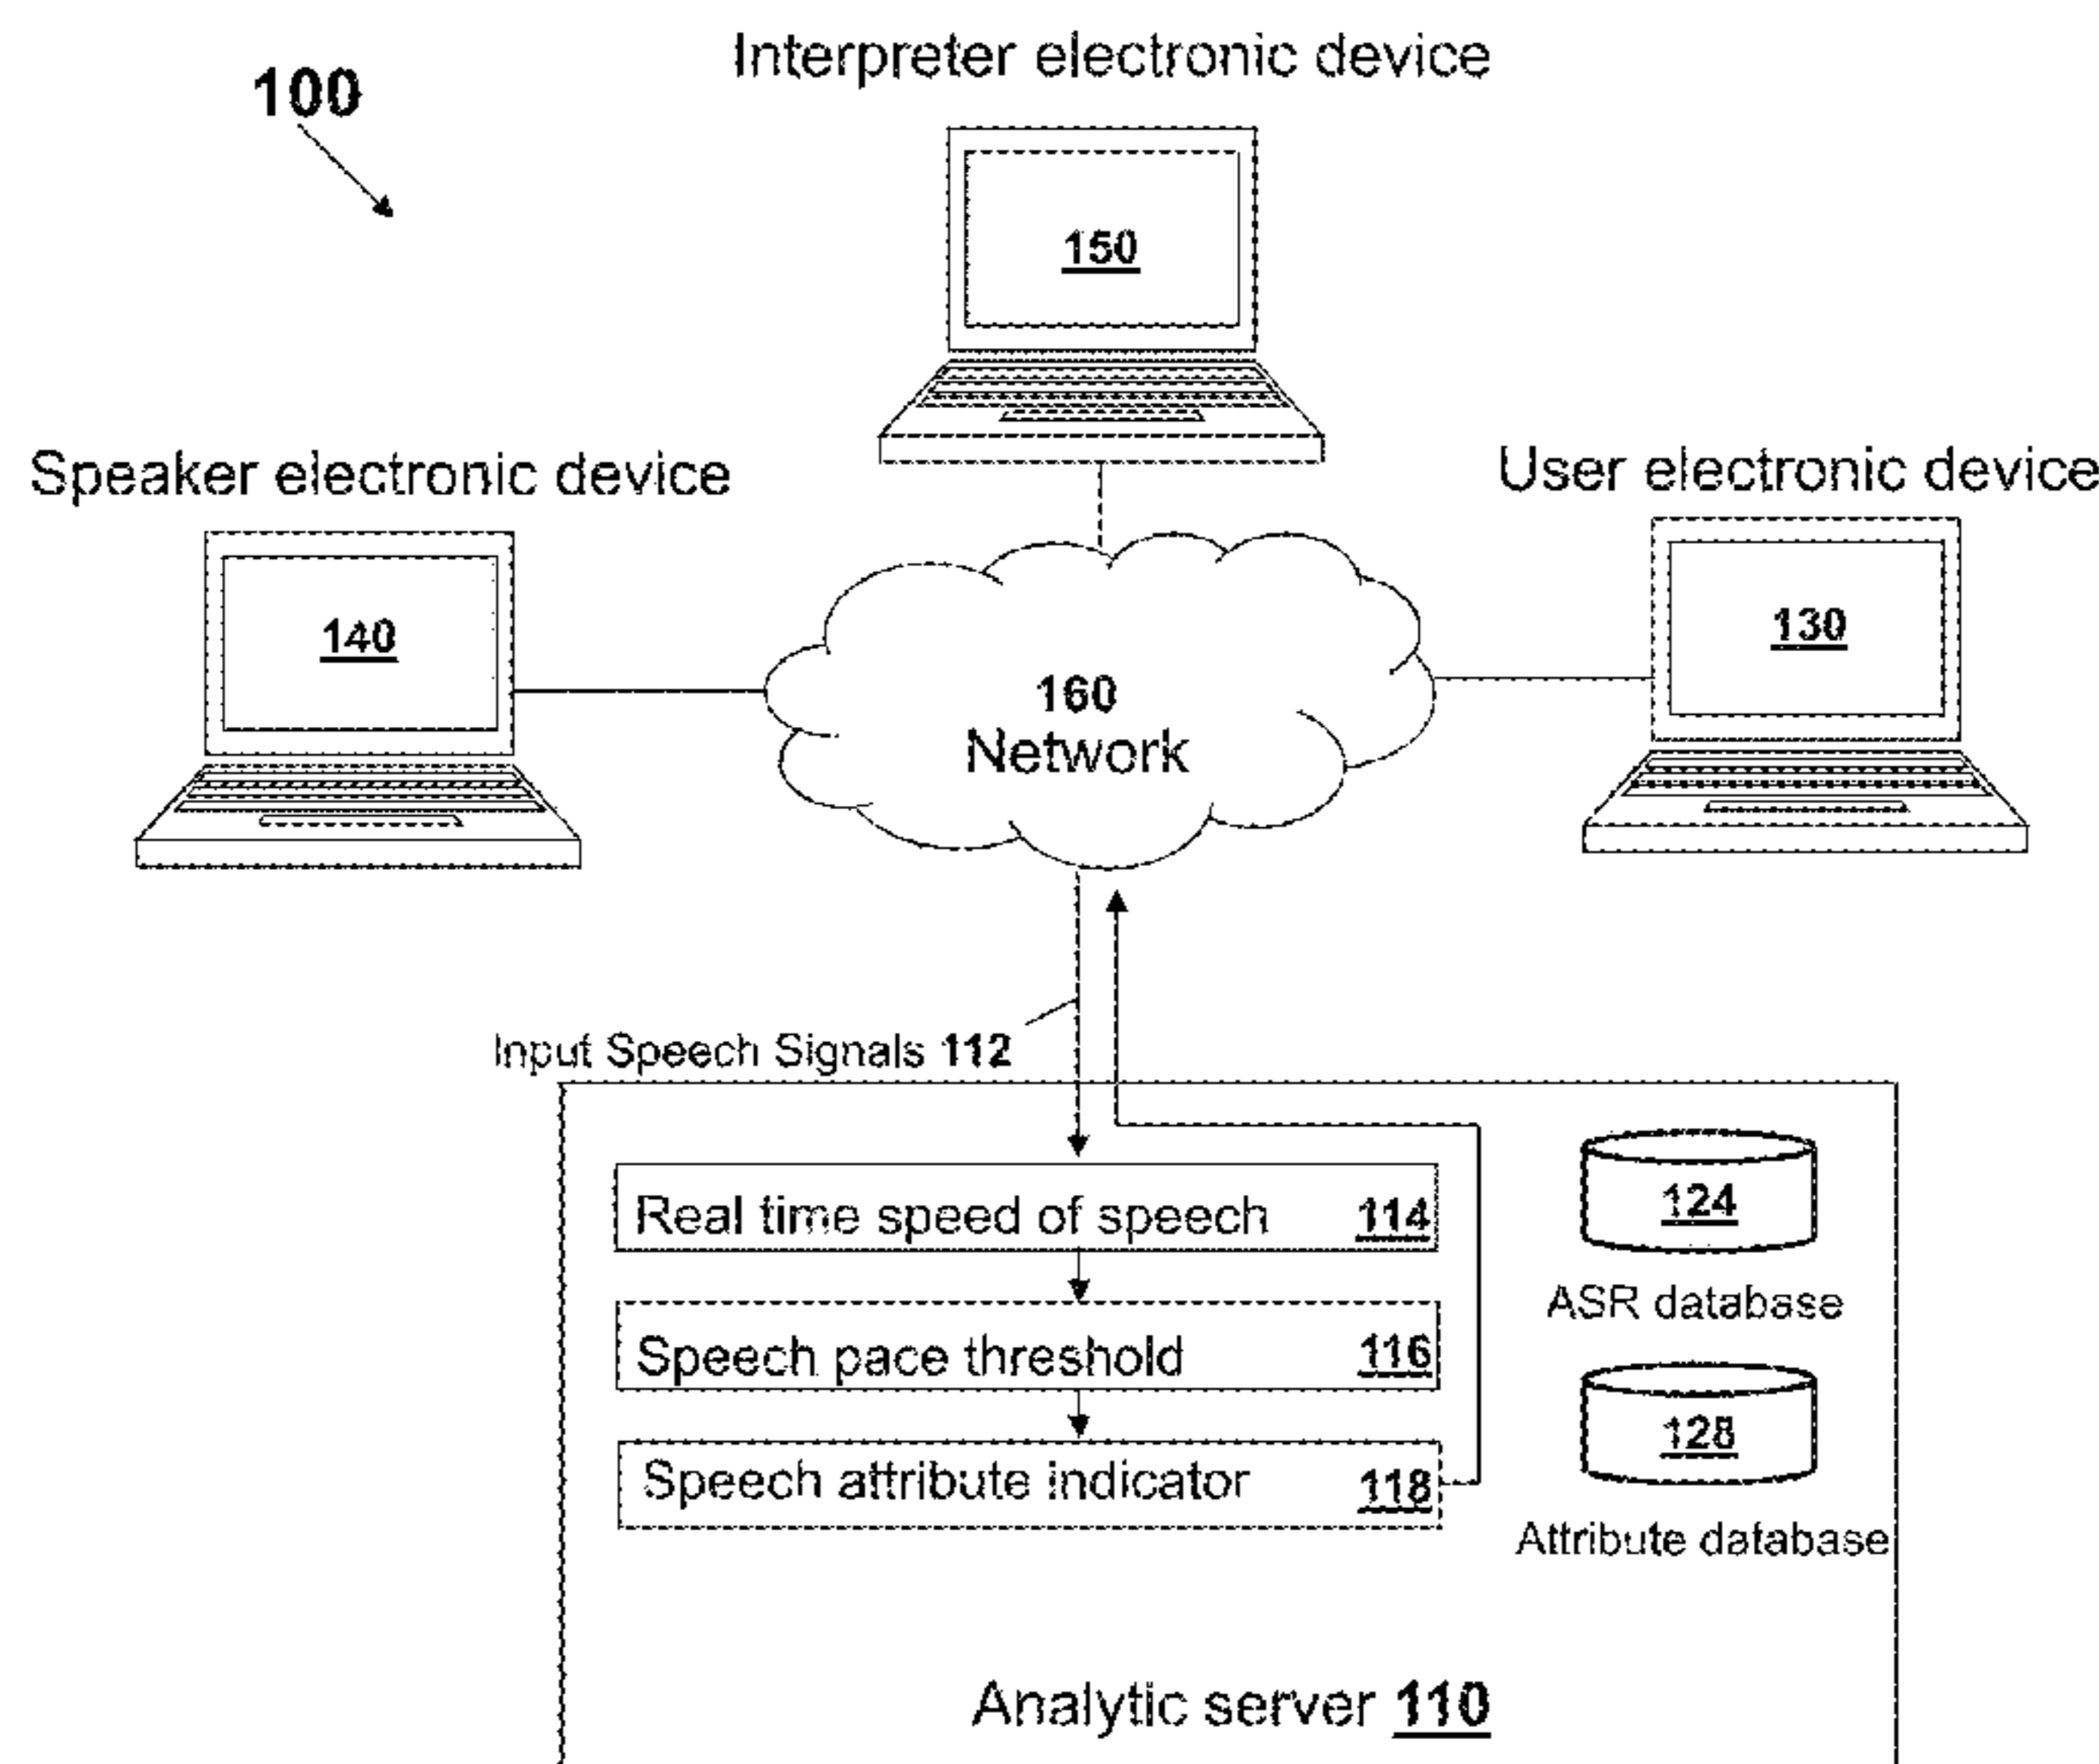 100
Interpreter electronic device
150
Speaker electronic device
User electronic device
140
130
160
Network
Input Speech Signals 112
Real time speed of speech 114
124
ASR database
Speech pace threshold 116
128
Speech attribute indicator 118
Attribute database
Analytic server 110